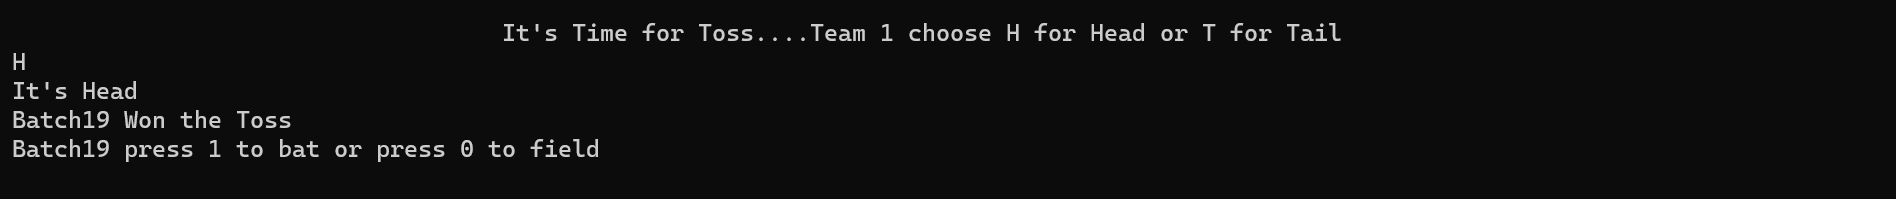 It's Time for Toss....Team 1 choose H for Head or T for Tail
H
It's Head
Batch19 Won the Toss
Batch19 press 1 to bat or press 0 to field